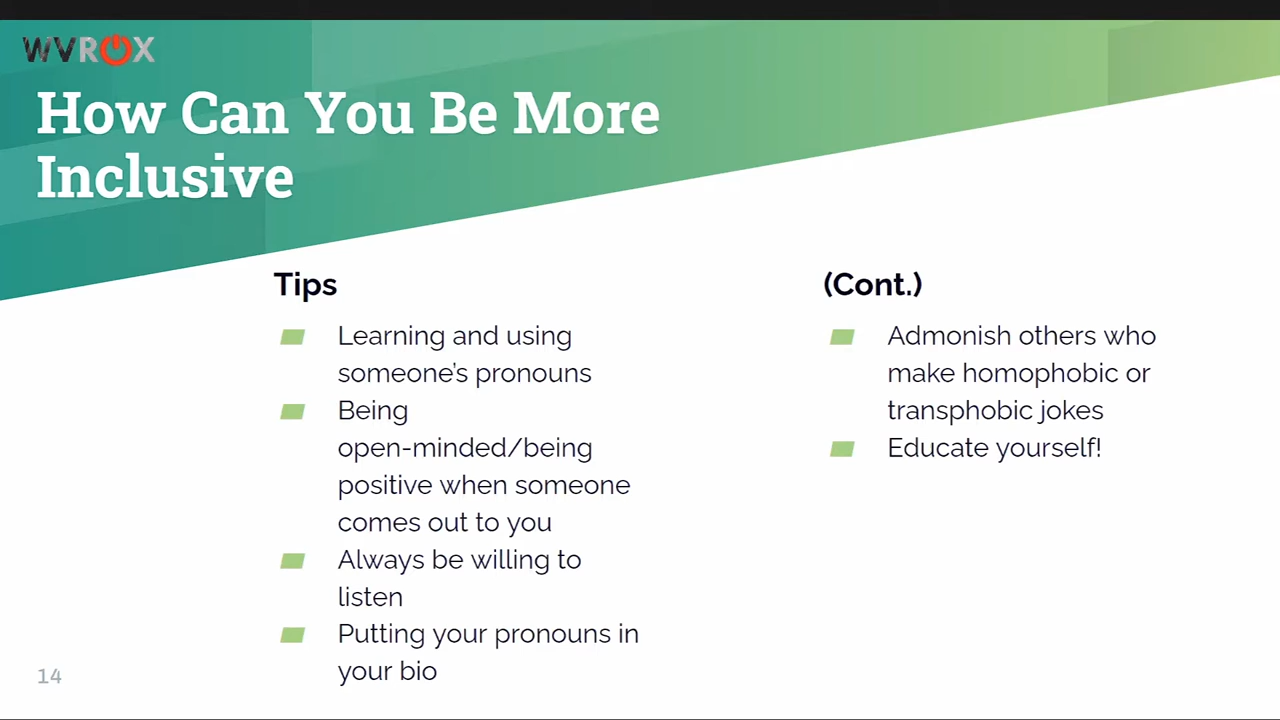 WVROX
How Can You Be More
Inclusive
Tips
Learning and using
someone's pronouns
Being
open-minded/being
positive when someone
comes out to you
Always be willing to
listen
Putting your pronouns in
your bio
(Cont.)
Admonish others who
make homophobic or
transphobic jokes
Educate yourself!
14